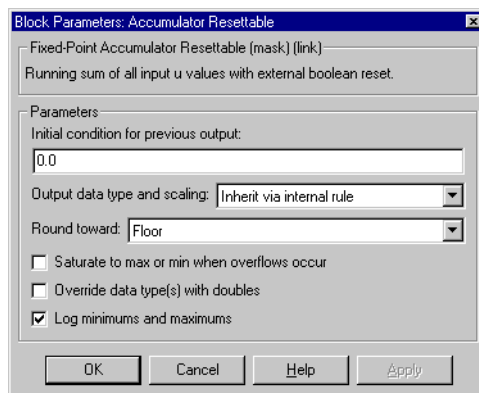 Block Parameters: Accumulator Resettable
Fixed-Point Accumulator Resettable (mask) (link)
Running sum of all input u values with external boolean reset.
Parameters
Initial condition for previous output:
0.0
Output data type and scaling: Inherit via internal rule
Round toward: Floor
Saturate to max or min when overflows occur
Override data type(s) with doubles
Log minimums and maximums
OK Cancel Help Apply